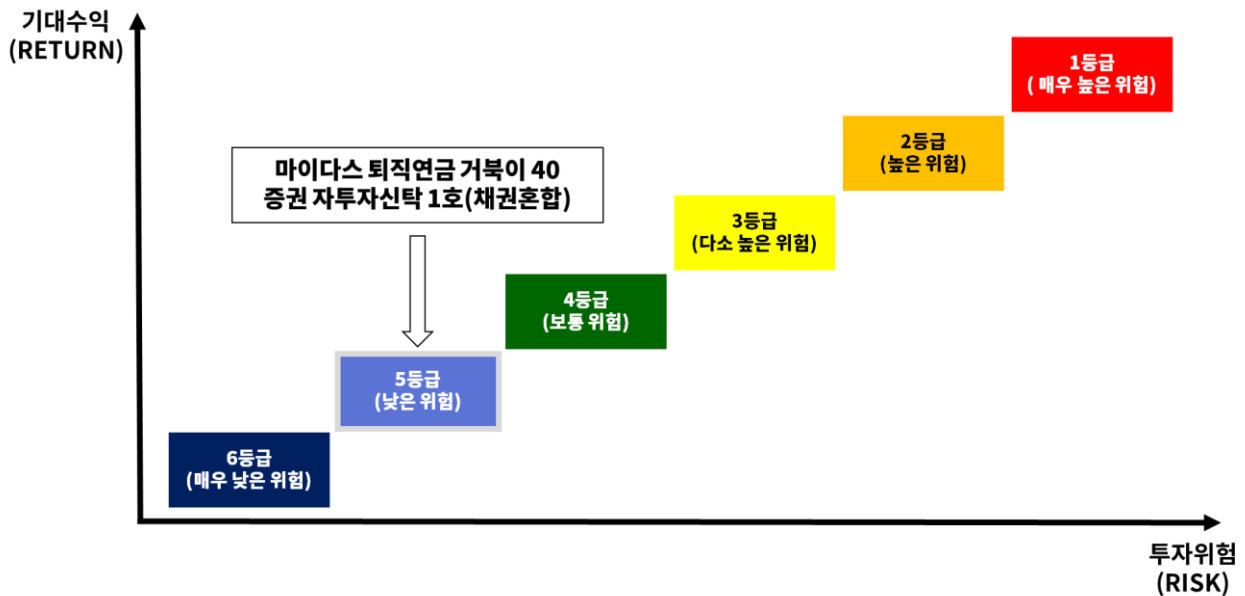 기대수익
(RETURN)
1등급
( 매우 높은 위험)
2등급
(높은 위험)
마이다스 퇴직연금 거북이 40
증권 자투자신탁 1호(채권혼합)
3등급
(다소 높은 위험)
4등급
(보통 위험)
5등급
(낮은 위험)
6등급
(매우 낮은 위험)
투자위험
(RISK)